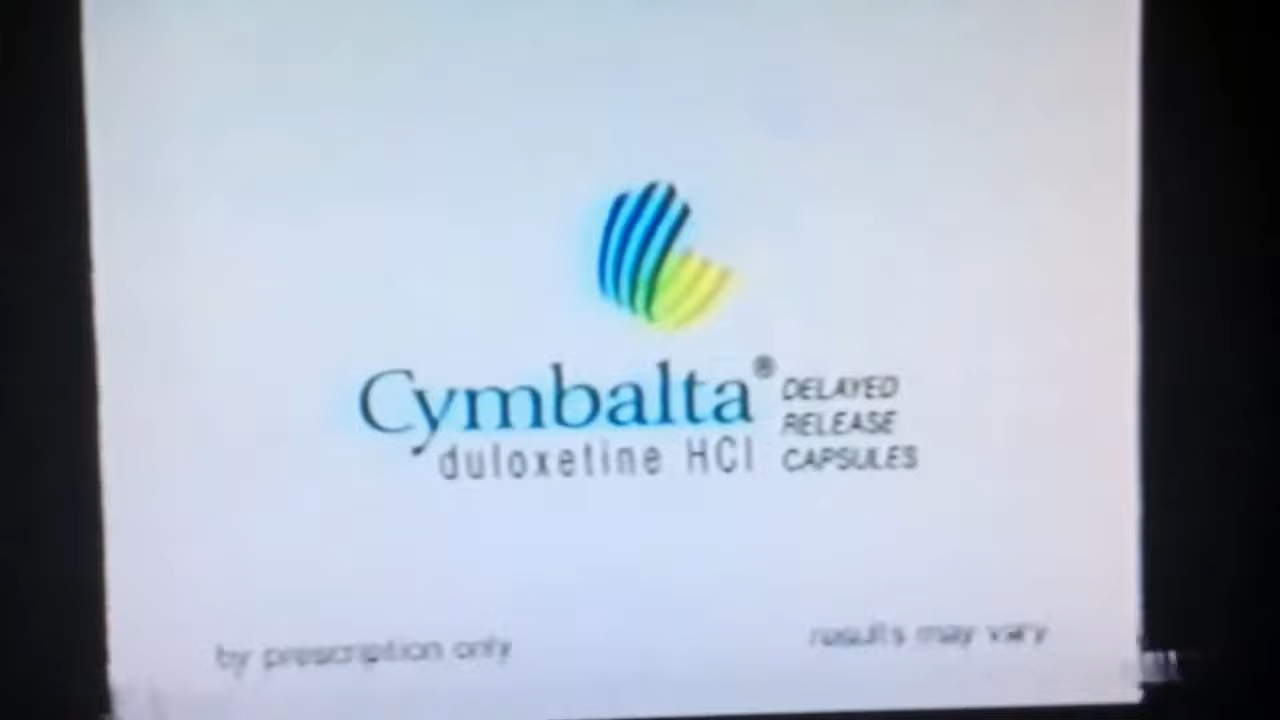 Cymbalta®
duloxetine HCl
DELAYED
RELEASE
CAPSULES
by prescription only
results may vary